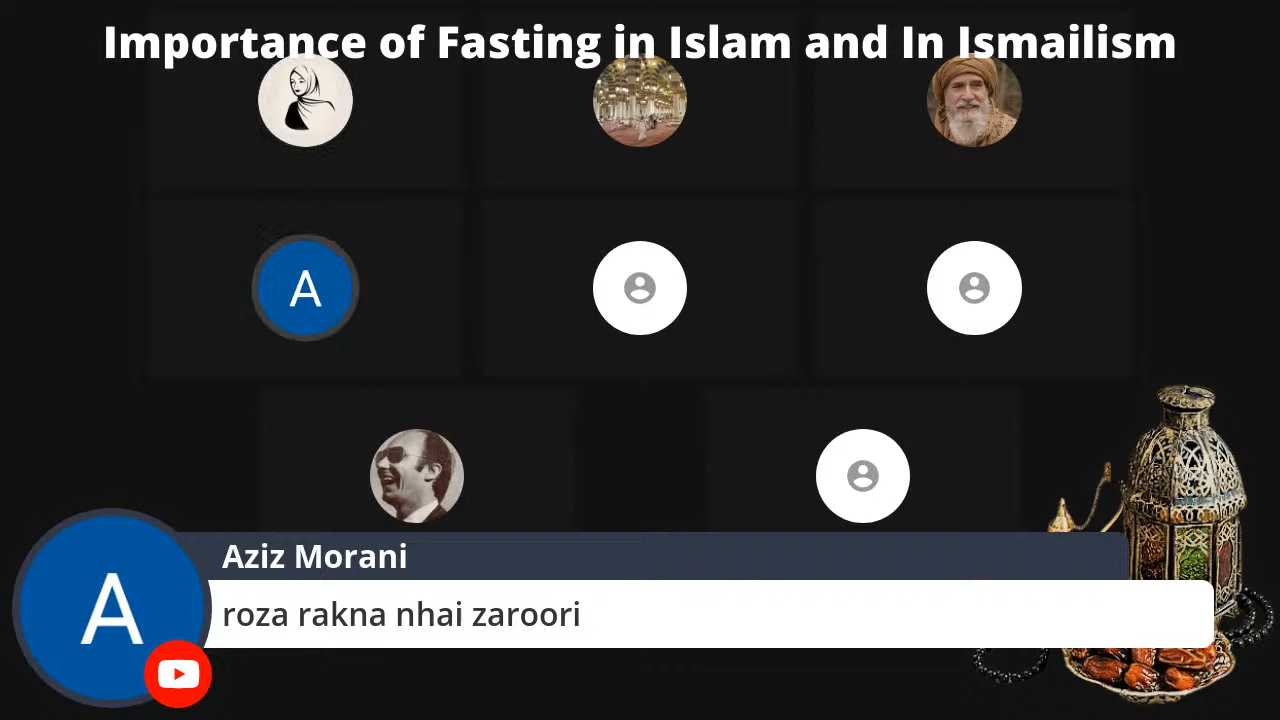 Importance of Fasting in Islam and In Ismailism
A
Aziz Morani
A
roza rakna nhai zaroori